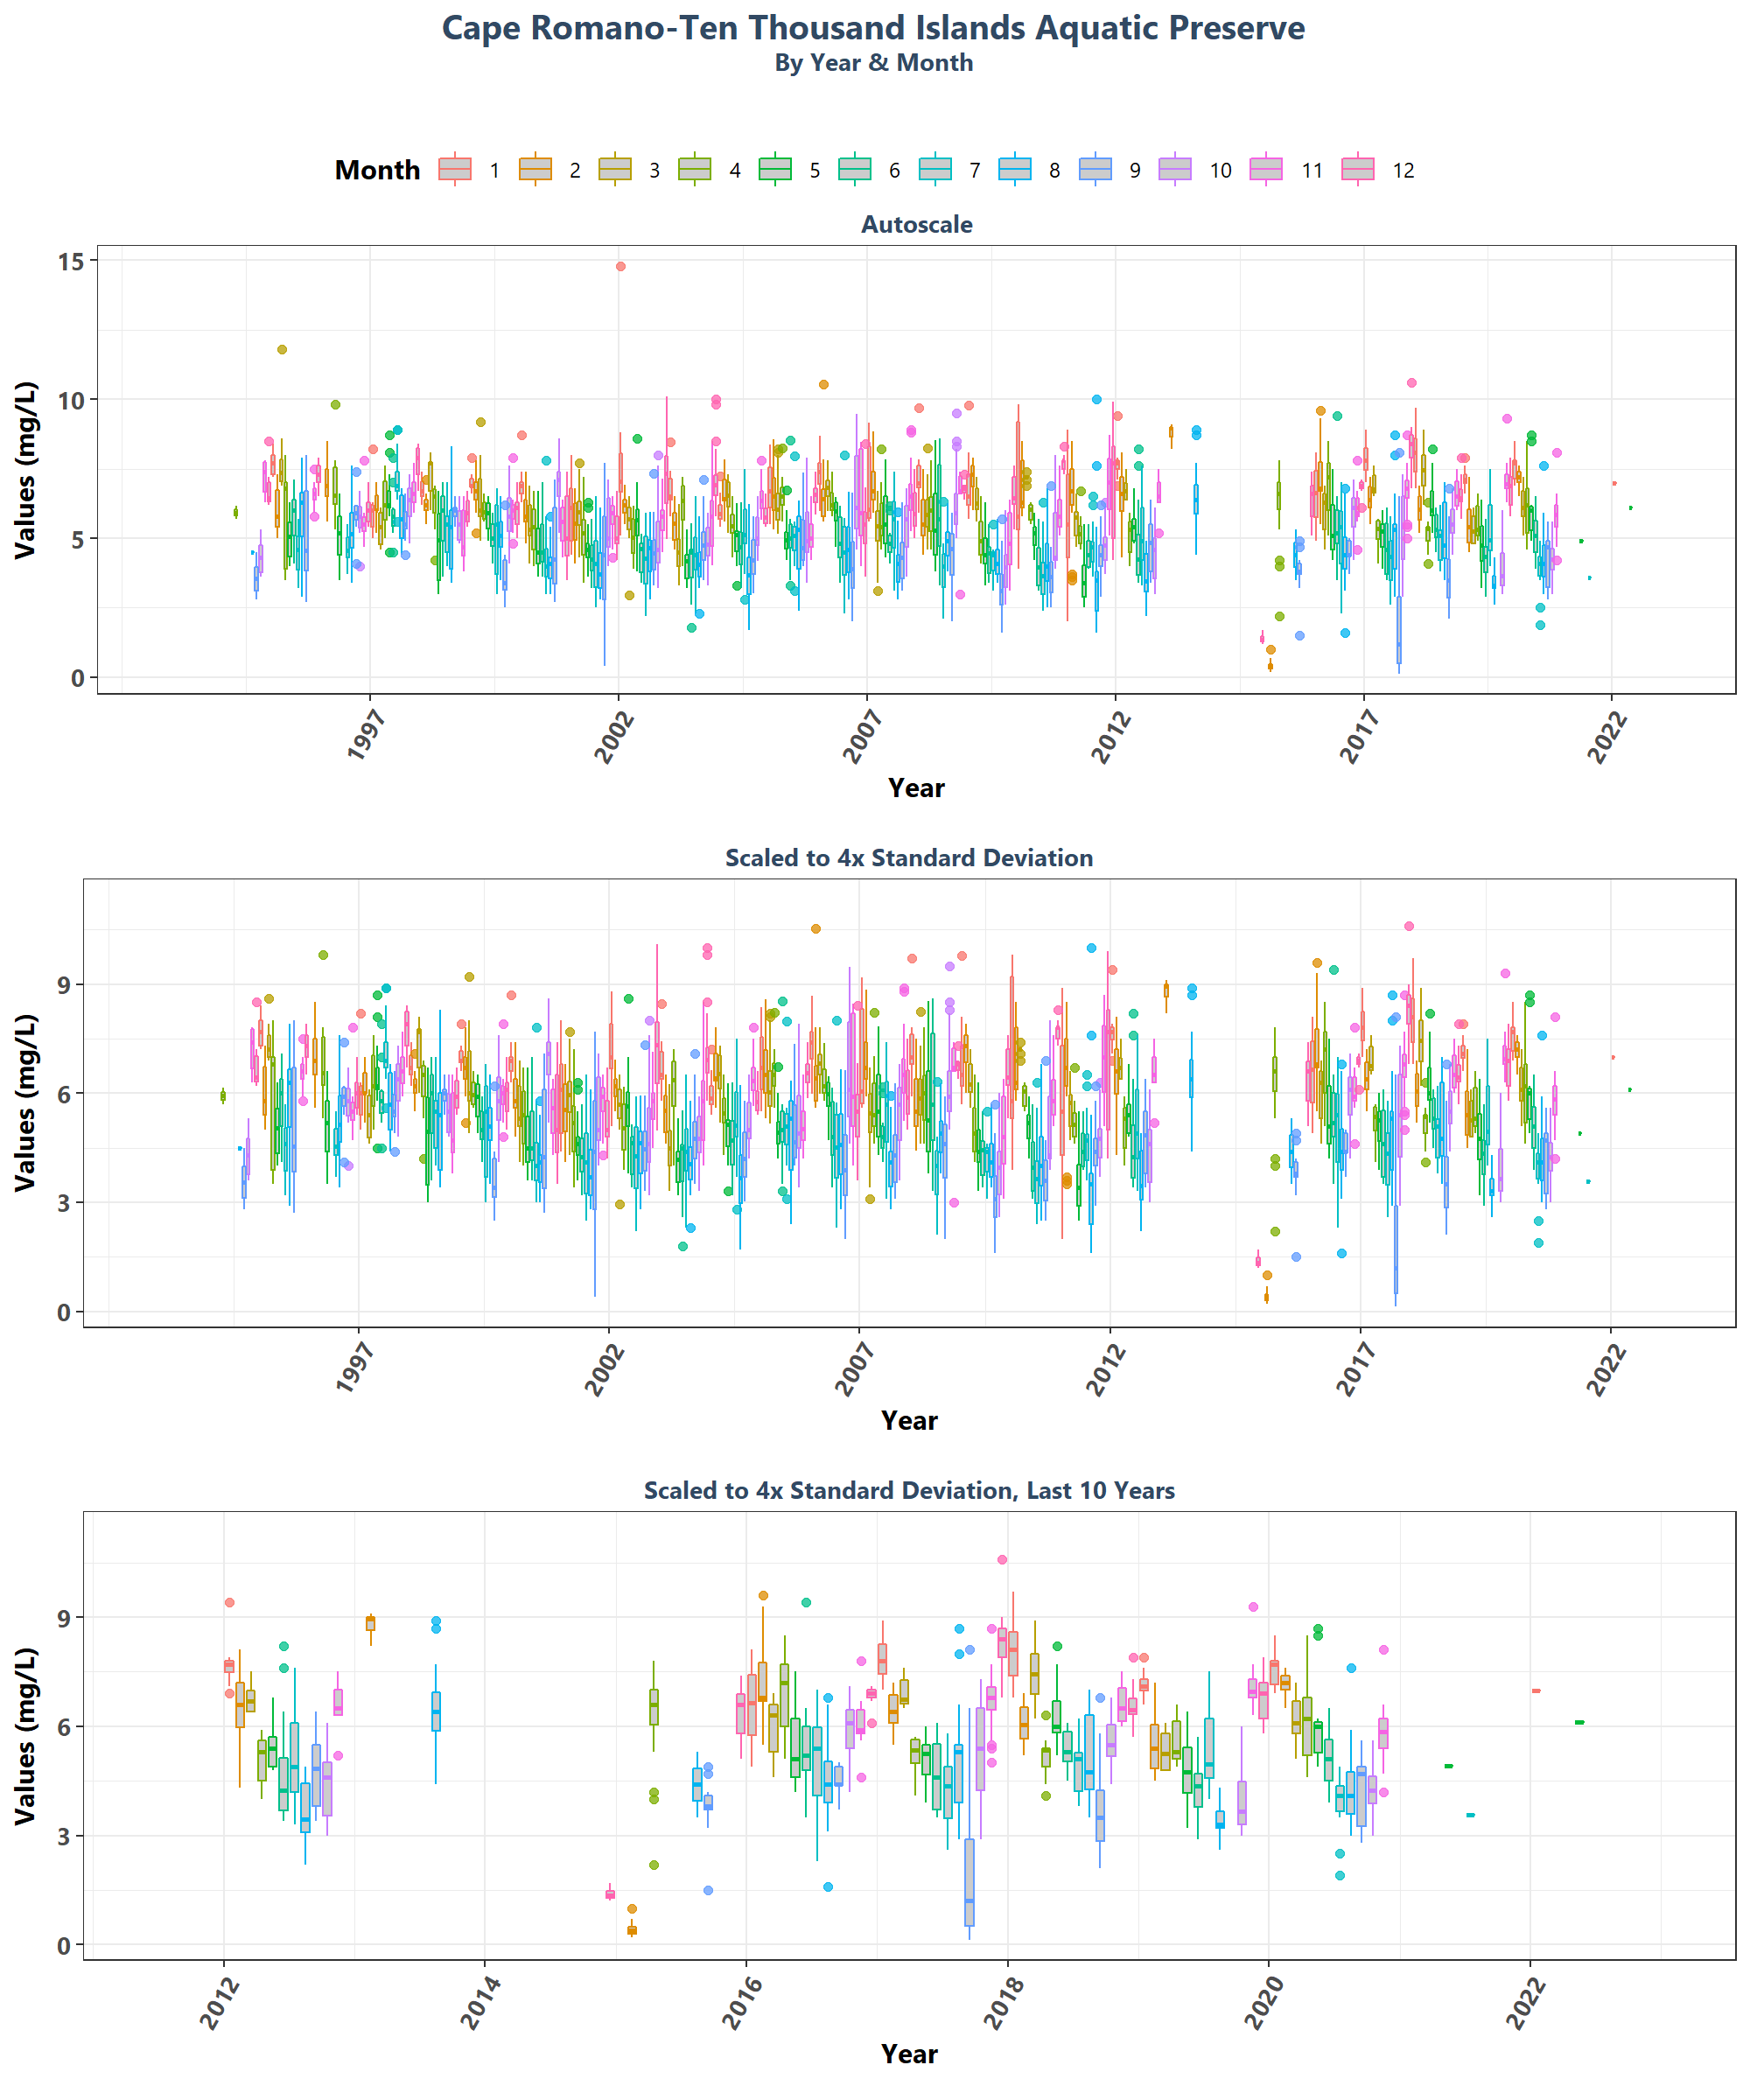 Cape Romano-Ten Thousand Islands Aquatic Preserve
By Year & Month
Month 1 2 3 4 5 6 7 8 9 10 11 12
Autoscale
Values (mg/L)
15
10
5
0
1997 2002 2007 2012 2017 2022
Year
Scaled to 4x Standard Deviation
Values (mg/L)
9
6
3
0
1997 2002 2007 2012 2017 2022
Year
Scaled to 4x Standard Deviation, Last 10 Years
Values (mg/L)
9
6
3
0
2012 2014 2016 2018 2020 2022
Year